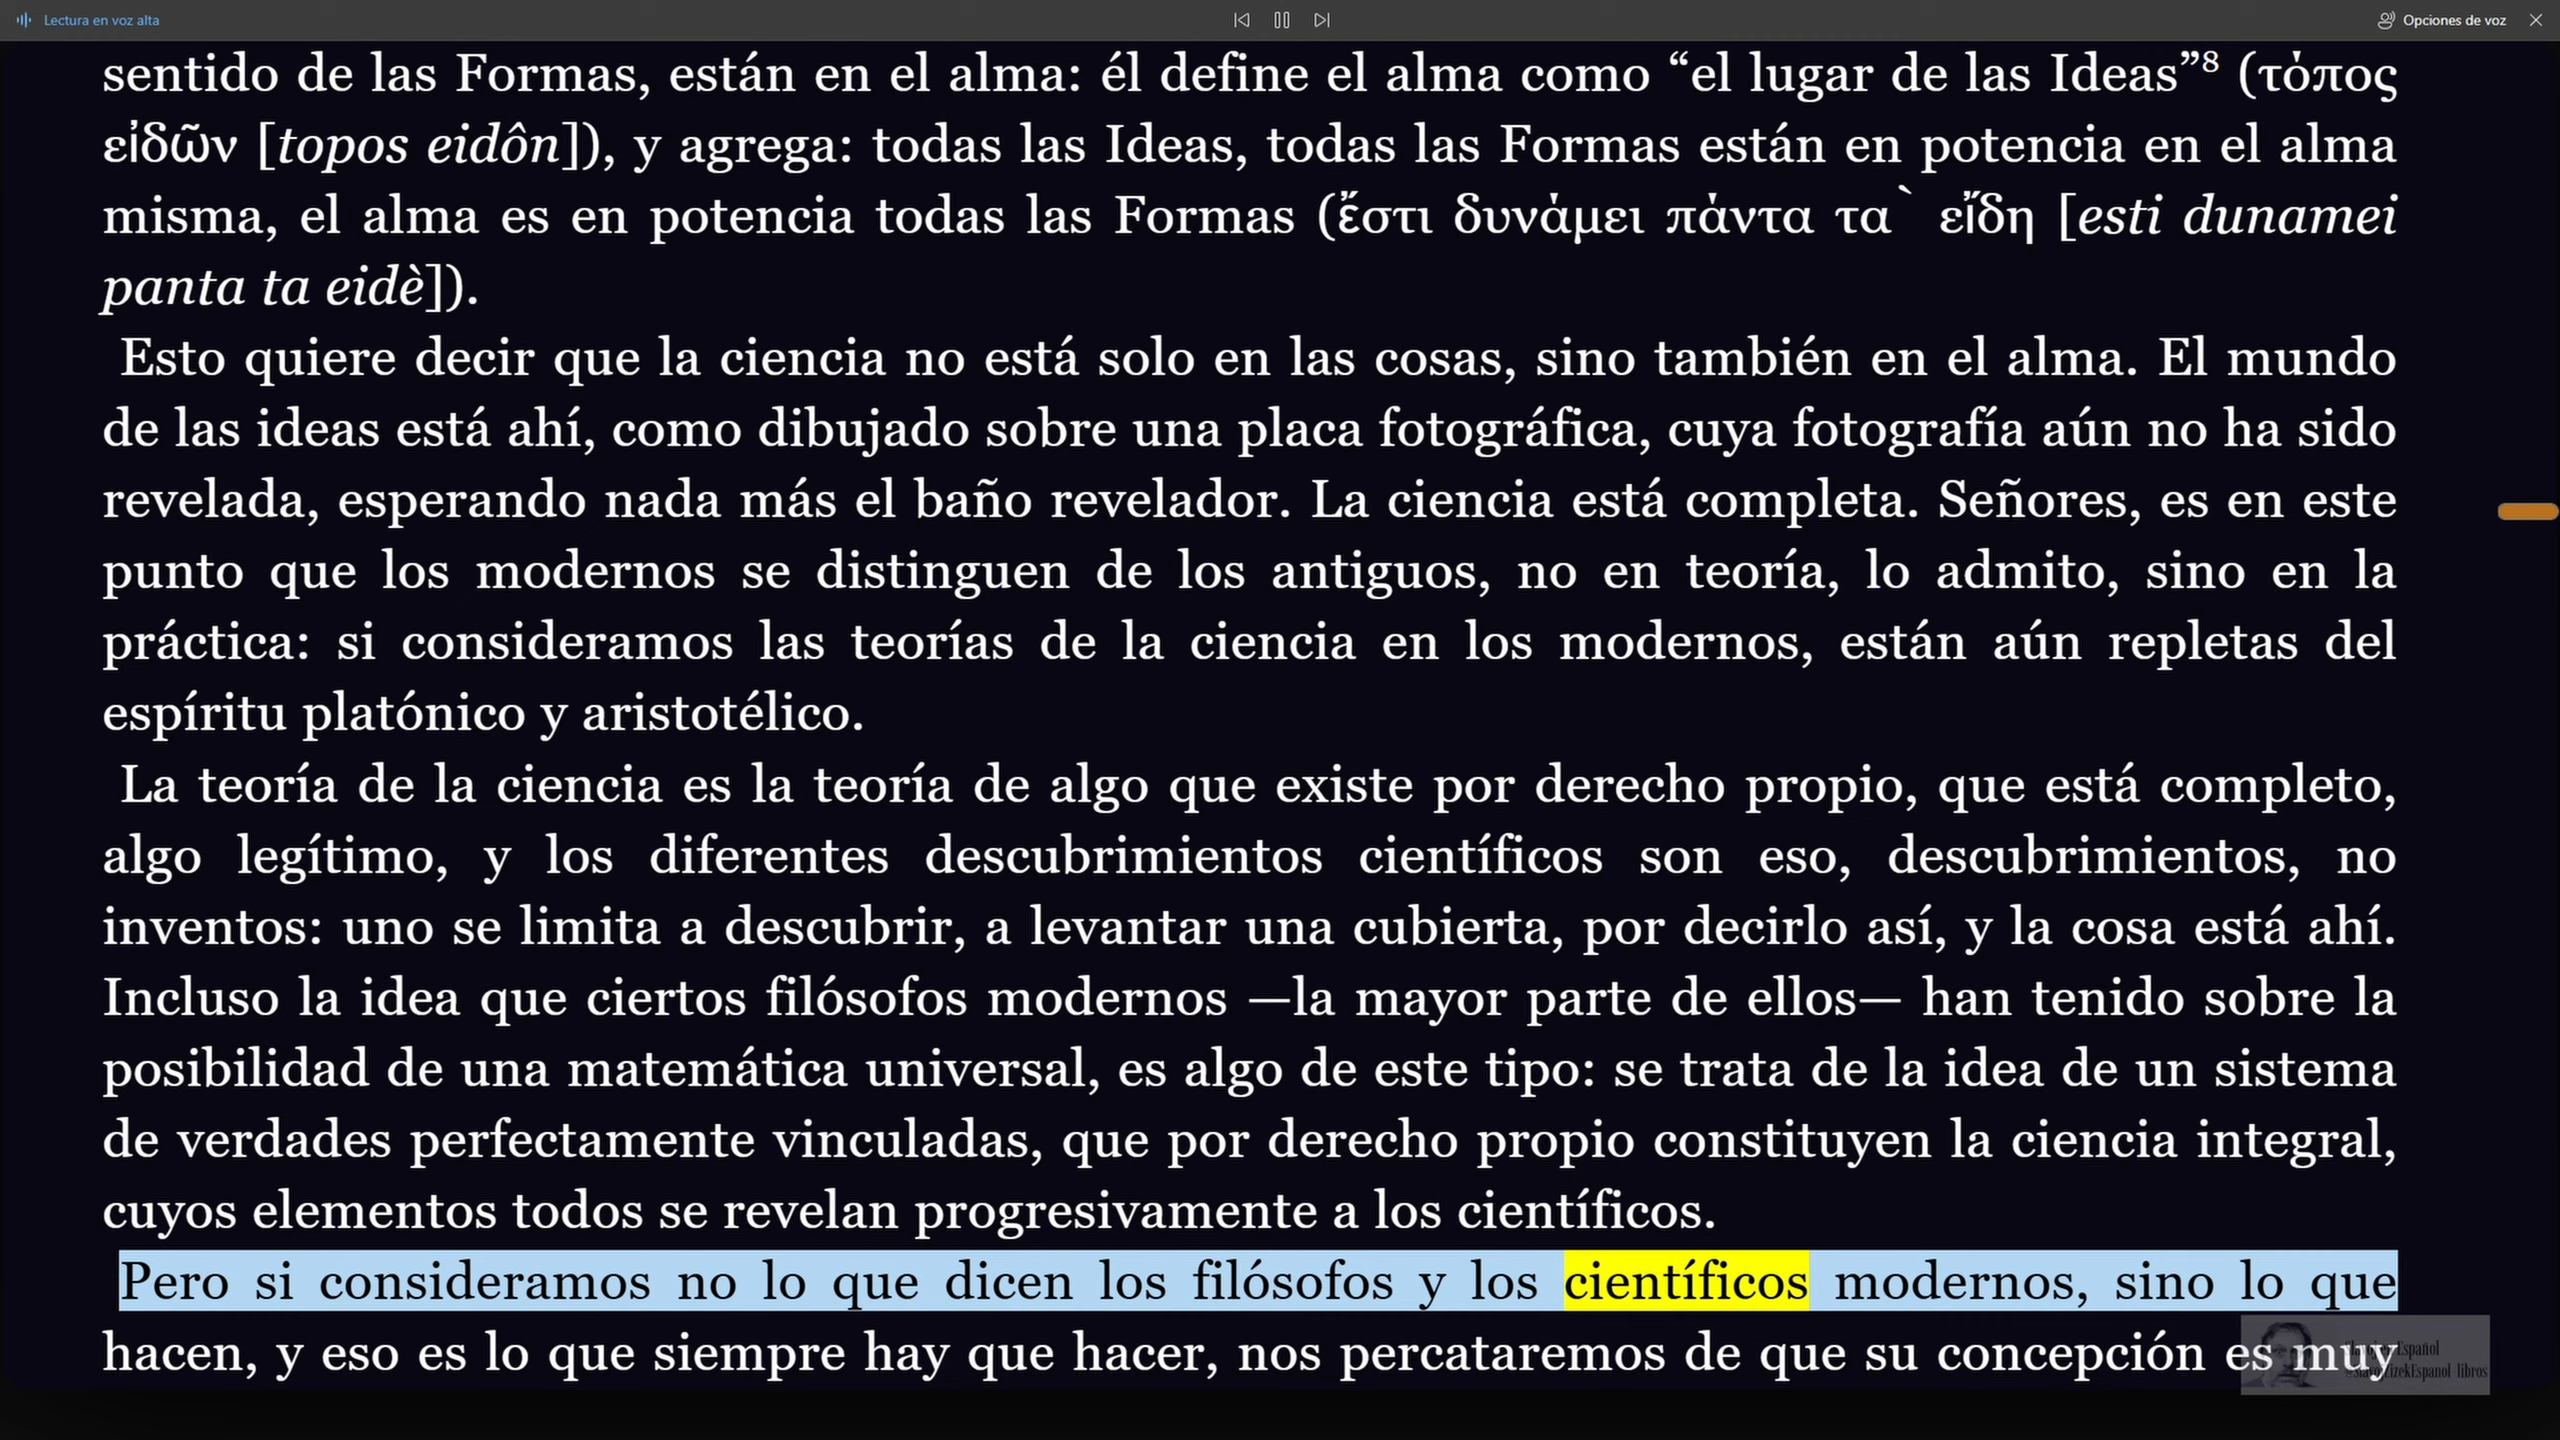 Lectura en voz alta
Opciones de voz
sentido de las Formas, están en el alma: él define el alma como “el lugar de las Ideas”8 (τόπος
εἰδῶν [topos eidôn]), y agrega: todas las Ideas, todas las Formas están en potencia en el alma
misma, el alma es en potencia todas las Formas (ἔστι δυνάμει πάντα τα` εἴδη [esti dunamei
panta ta eidè]).
Esto quiere decir que la ciencia no está solo en las cosas, sino también en el alma. El mundo
de las ideas está ahí, como dibujado sobre una placa fotográfica, cuya fotografía aún no ha sido
revelada, esperando nada más el baño revelador. La ciencia está completa. Señores, es en este
punto que los modernos se distinguen de los antiguos, no en teoría, lo admito, sino en la
práctica: si consideramos las teorías de la ciencia en los modernos, están aún repletas del
espíritu platónico y aristotélico.
La teoría de la ciencia es la teoría de algo que existe por derecho propio, que está completo,
algo legítimo, y los diferentes descubrimientos científicos son eso, descubrimientos, no
inventos: uno se limita a descubrir, a levantar una cubierta, por decirlo así, y la cosa está ahí.
Incluso la idea que ciertos filósofos modernos —la mayor parte de ellos— han tenido sobre la
posibilidad de una matemática universal, es algo de este tipo: se trata de la idea de un sistema
de verdades perfectamente vinculadas, que por derecho propio constituyen la ciencia integral,
cuyos elementos todos se revelan progresivamente a los científicos.
Pero si consideramos no lo que dicen los filósofos y los científicos modernos, sino lo que
hacen, y eso es lo que siempre hay que hacer, nos percataremos de que su concepción es muy